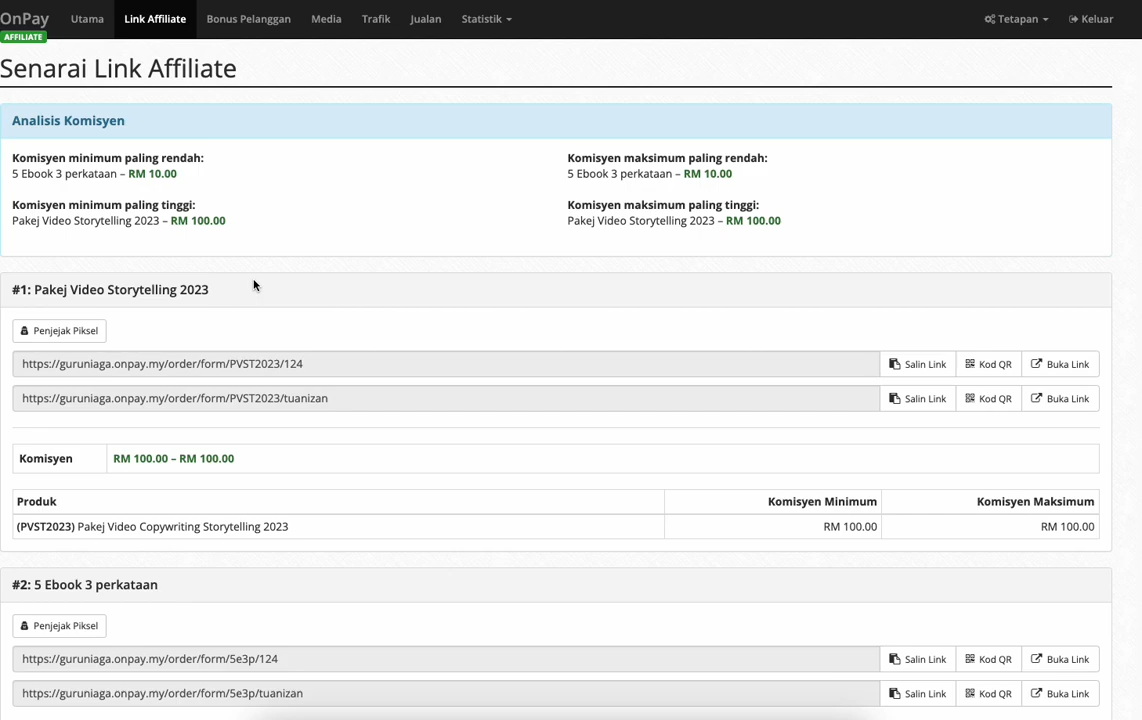 OnPay Utama Link Affiliate Bonus Pelanggan Media Trafik Jualan Statistik Tetapan Keluar
AFFILIATE
Senarai Link Affiliate
Analisis Komisyen
Komisyen minimum paling rendah: Komisyen maksimum paling rendah:
5 Ebook 3 perkataan – RM 10.00 5 Ebook 3 perkataan – RM 10.00
Komisyen minimum paling tinggi: Komisyen maksimum paling tinggi:
Pakej Video Storytelling 2023 – RM 100.00 Pakej Video Storytelling 2023 – RM 100.00
#1: Pakej Video Storytelling 2023
Penjejak Piksel
https://guruniaga.onpay.my/order/form/PVST2023/124 Salin Link Kod QR Buka Link
https://guruniaga.onpay.my/order/form/PVST2023/tuanizan Salin Link Kod QR Buka Link
Komisyen RM 100.00 – RM 100.00
Produk Komisyen Minimum Komisyen Maksimum
(PVST2023) Pakej Video Copywriting Storytelling 2023 RM 100.00 RM 100.00
#2: 5 Ebook 3 perkataan
Penjejak Piksel
https://guruniaga.onpay.my/order/form/5e3p/124 Salin Link Kod QR Buka Link
https://guruniaga.onpay.my/order/form/5e3p/tuanizan Salin Link Kod QR Buka Link